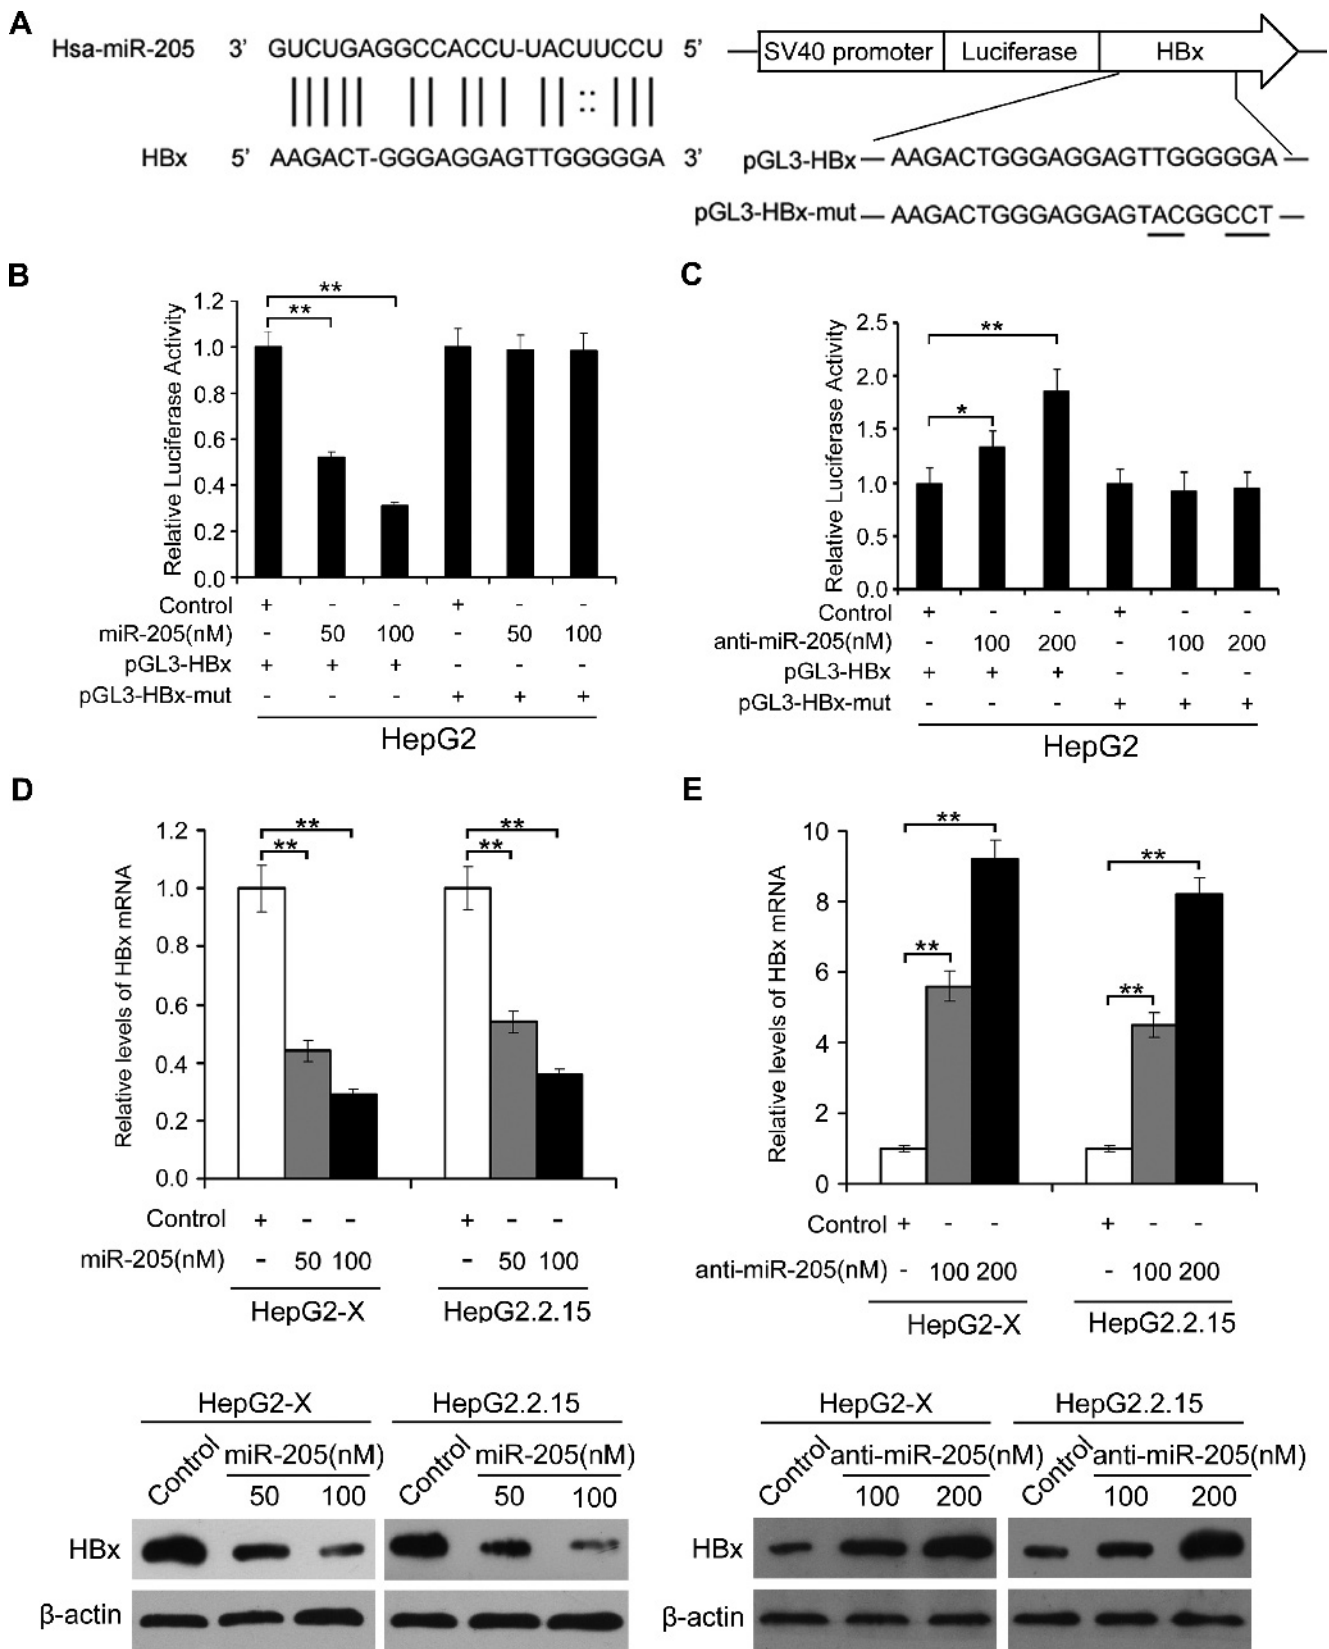 A
Hsa-miR-205 3’ GUCUGAGGCCACCU-UACUUCCU 5’
HBx 5’ AAGACT-GGGAGGAGTTGGGGGA 3’
SV40 promoter Luciferase HBx
pGL3-HBx — AAGACTGGGAGGAGTTGGGGGA —
pGL3-HBx-mut — AAGACTGGGAGGAGTACGGCCT —
B
Relative Luciferase Activity
1.2
1.0
0.8
0.6
0.4
0.2
0.0
** **
Control + - - + - -
miR-205(nM) - 50 100 - 50 100
pGL3-HBx + + + - - -
pGL3-HBx-mut - - - + + +
HepG2
C
Relative Luciferase Activity
2.5
2.0
1.5
1.0
0.5
0.0
* **
Control + - - + - -
anti-miR-205(nM) - 100 200 - 100 200
pGL3-HBx + + + - - -
pGL3-HBx-mut - - - + + +
HepG2
D
Relative levels of HBx mRNA
1.2
1.0
0.8
0.6
0.4
0.2
0.0
** ** ** **
Control + - - + - -
miR-205(nM) - 50 100 - 50 100
HepG2-X HepG2.2.15
HepG2-X HepG2.2.15
Control miR-205(nM) Control miR-205(nM)
50 100 50 100
HBx
β-actin
E
Relative levels of HBx mRNA
10
8
6
4
2
0
** ** ** **
Control + - - + - -
anti-miR-205(nM) - 100 200 - 100 200
HepG2-X HepG2.2.15
HepG2-X HepG2.2.15
Control anti-miR-205(nM) Control anti-miR-205(nM)
100 200 100 200
HBx
β-actin